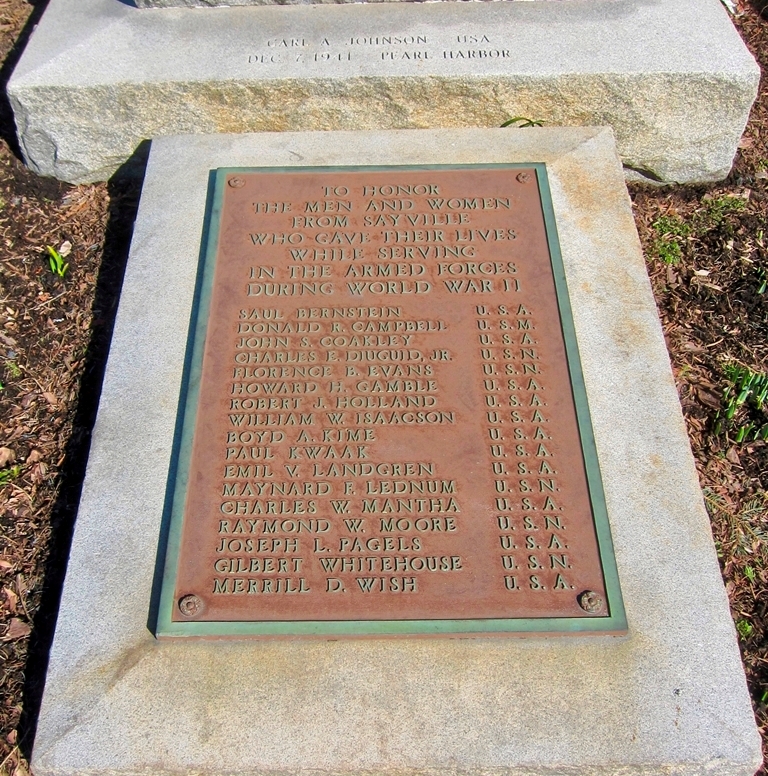 CARL A JOHNSON USA
DEC 7, 1941 PEARL HARBOR
TO HONOR
THE MEN AND WOMEN
FROM SAYVILLE
WHO GAVE THEIR LIVES
WHILE SERVING
IN THE ARMED FORCES
DURING WORLD WAR II
SAUL BERNSTEIN U.S.A.
DONALD R. CAMPBELL U.S.M.
JOHN S. COAKLEY U.S.A.
CHARLES E. DIUGUID, JR. U.S.N.
FLORENCE B. EVANS U.S.N.
HOWARD H. GAMBLE U.S.A.
ROBERT J. HOLLAND U.S.A.
WILLIAM W. ISAACSON U.S.A.
BOYD A. KIME U.S.A.
PAUL KWAAK U.S.A.
EMIL V. LANDGREN U.S.A.
MAYNARD F. LEDNUM U.S.N.
CHARLES W. MANTHA U.S.A.
RAYMOND W. MOORE U.S.N.
JOSEPH L. PAGELS U.S.A.
GILBERT WHITEHOUSE U.S.N.
MERRILL D. WISH U.S.A.